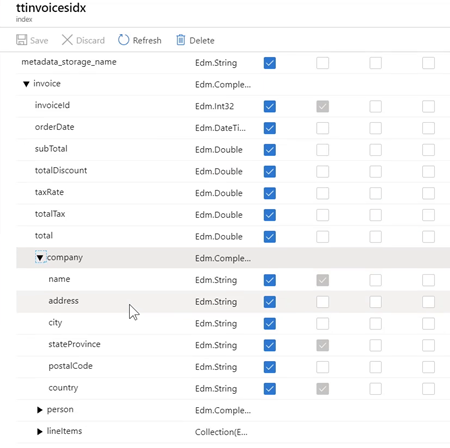 ttinvoicesidx
index
Save Discard Refresh Delete
metadata_storage_name Edm.String
invoice Edm.Comple...
invoiceId Edm.Int32
orderDate Edm.DateTi...
subTotal Edm.Double
totalDiscount Edm.Double
taxRate Edm.Double
totalTax Edm.Double
total Edm.Double
company Edm.Comple...
name Edm.String
address Edm.String
city Edm.String
stateProvince Edm.String
postalCode Edm.String
country Edm.String
person Edm.Comple...
lineItems Collection(E...